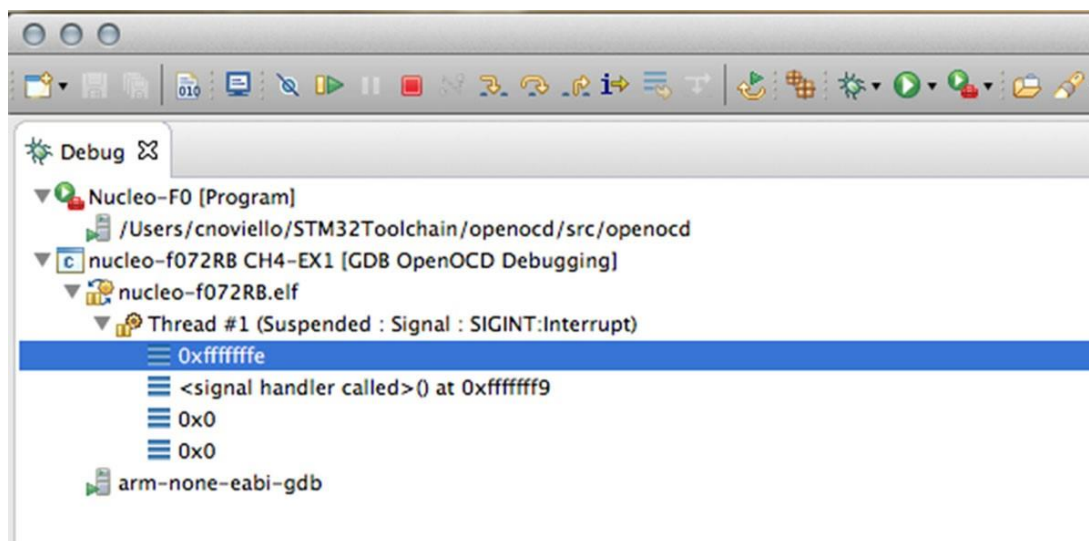 010
i
Debug
Nucleo-F0 [Program]
/Users/cnoviello/STM32Toolchain/openocd/src/openocd
c nucleo-f072RB CH4-EX1 [GDB OpenOCD Debugging]
nucleo-f072RB.elf
Thread #1 (Suspended : Signal : SIGINT:Interrupt)
0xfffffffe
<signal handler called>() at 0xfffffff9
0x0
0x0
arm-none-eabi-gdb